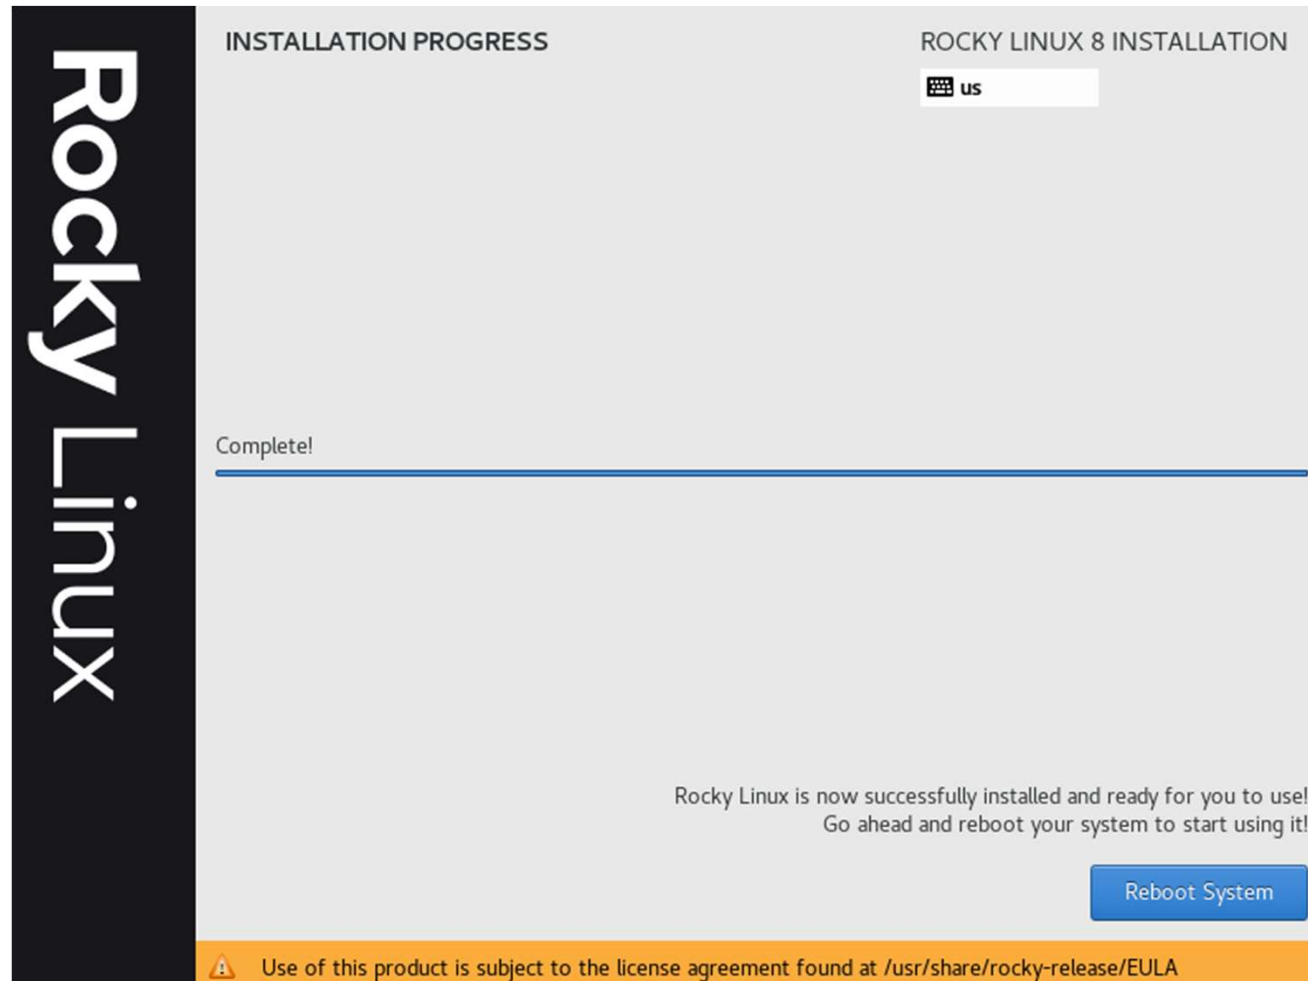 Rocky Linux
INSTALLATION PROGRESS
ROCKY LINUX 8 INSTALLATION
us
Complete!
Rocky Linux is now successfully installed and ready for you to use!
Go ahead and reboot your system to start using it!
Reboot System
Use of this product is subject to the license agreement found at /usr/share/rocky-release/EULA